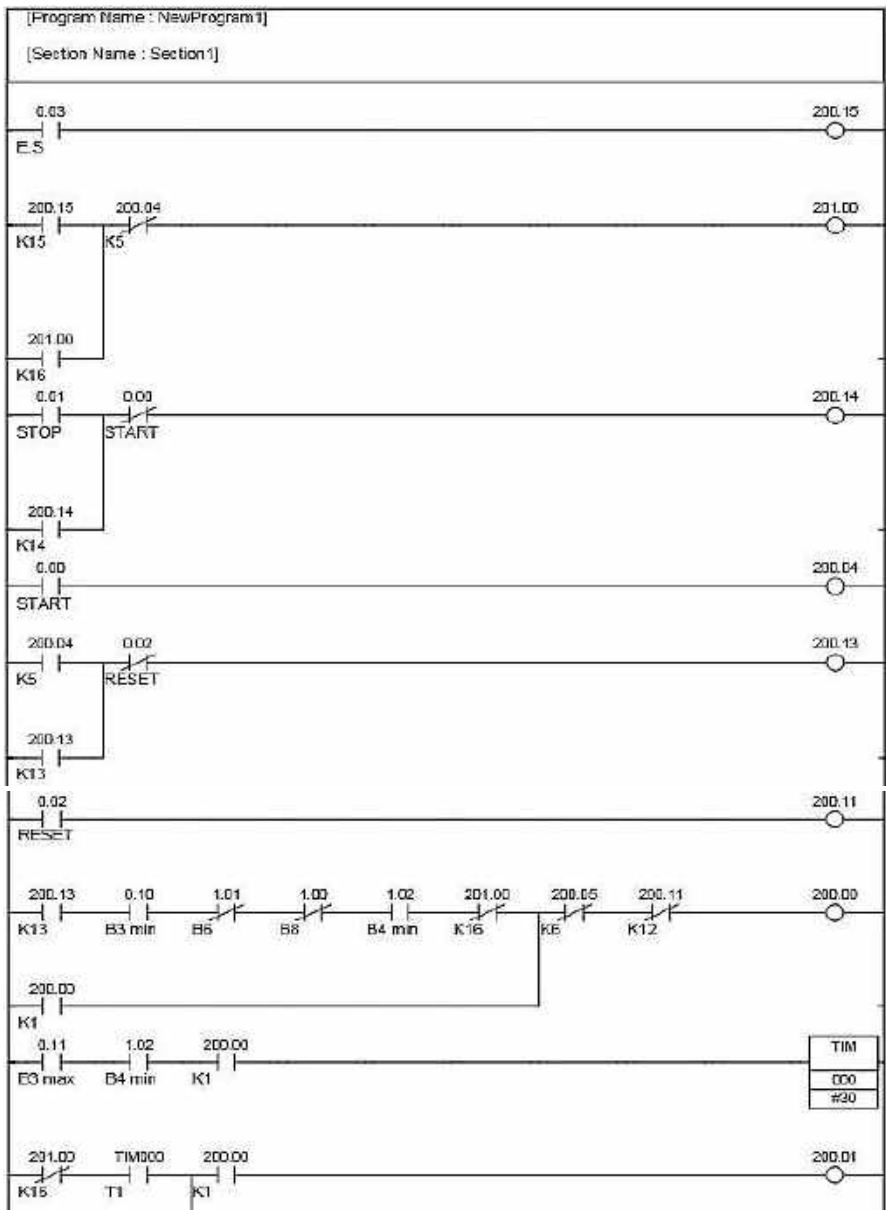 [Program Name : NewProgram1]
[Section Name : Section1]
0.03 200.15
E.S
200.15 200.04 201.00
K15 K5
201.00
K16
0.01 0.00 200.14
STOP START
200.14
K14
0.00 200.04
START
200.04 0.02 200.13
K5 RESET
200.13
K13
0.02 200.11
RESET
200.13 0.10 1.01 1.00 1.02 201.00 200.05 200.11 200.00
K13 B3 min B6 B8 B4 min K16 K6 K12
200.00
K1
0.11 1.02 200.00 TIM
B3 max B4 min K1 000
#30
201.00 TIM000 200.00 200.01
K16 T1 K1